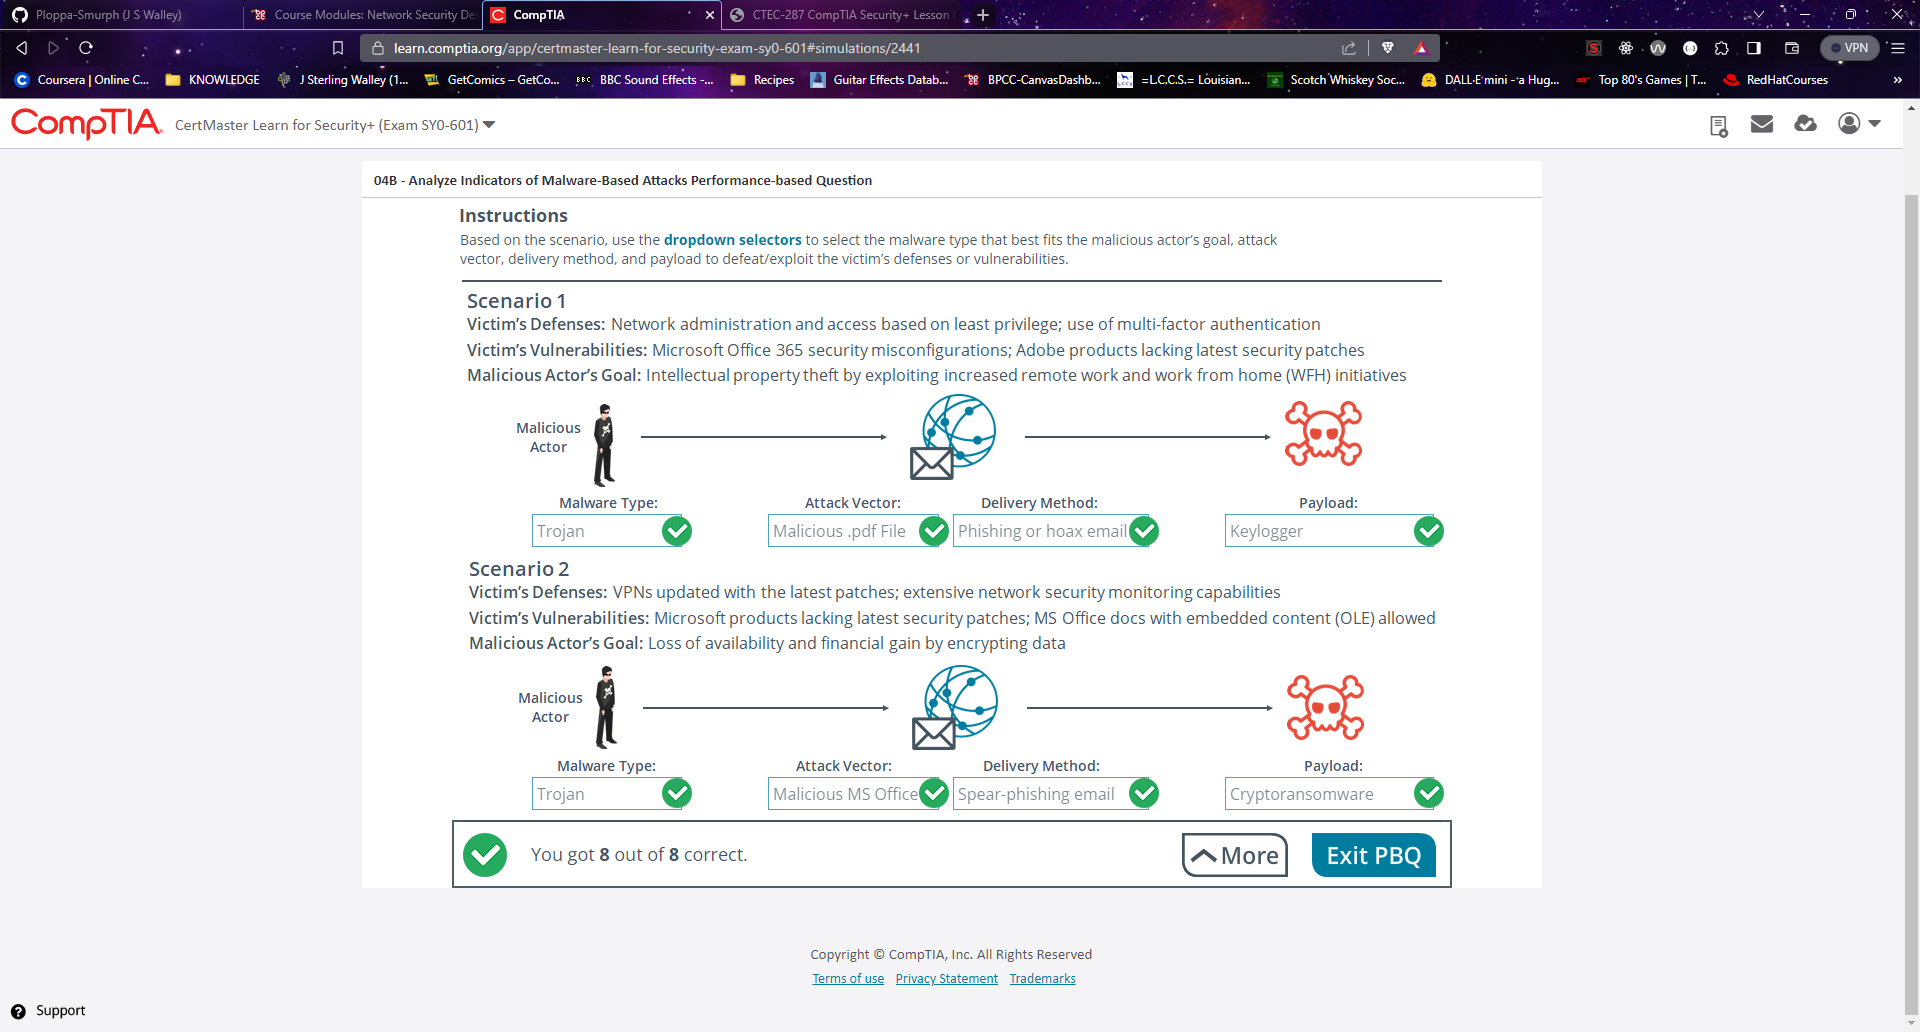 Ploppa-Smurph (J S Walley)
Course Modules: Network Security De
CompTIA
CTEC-287 CompTIA Security+ Lesson
learn.comptia.org/app/certmaster-learn-for-security-exam-sy0-601#simulations/2441
VPN
Coursera | Online C...
KNOWLEDGE
J Sterling Walley (1...
GetComics – GetCo...
BBC Sound Effects -...
Recipes
Guitar Effects Datab...
BPCC-CanvasDashb...
=L.C,C.S.= Louisian...
Scotch Whiskey Soc...
DALL·E mini - a Hug...
Top 80's Games | T...
RedHatCourses
»
CompTIA.
CertMaster Learn for Security+ (Exam SY0-601)
04B - Analyze Indicators of Malware-Based Attacks Performance-based Question
Instructions
Based on the scenario, use the dropdown selectors to select the malware type that best fits the malicious actor's goal, attack
vector, delivery method, and payload to defeat/exploit the victim's defenses or vulnerabilities.
Scenario 1
Victim's Defenses: Network administration and access based on least privilege; use of multi-factor authentication
Victim's Vulnerabilities: Microsoft Office 365 security misconfigurations; Adobe products lacking latest security patches
Malicious Actor's Goal: Intellectual property theft by exploiting increased remote work and work from home (WFH) initiatives
Malicious
Actor
Malware Type:
Attack Vector:
Delivery Method:
Payload:
Trojan
Malicious .pdf File
Phishing or hoax email
Keylogger
Scenario 2
Victim's Defenses: VPNs updated with the latest patches; extensive network security monitoring capabilities
Victim's Vulnerabilities: Microsoft products lacking latest security patches; MS Office docs with embedded content (OLE) allowed
Malicious Actor's Goal: Loss of availability and financial gain by encrypting data
Malicious
Actor
Malware Type:
Attack Vector:
Delivery Method:
Payload:
Trojan
Malicious MS Office
Spear-phishing email
Cryptoransomware
You got 8 out of 8 correct.
More
Exit PBQ
Copyright © CompTIA, Inc. All Rights Reserved
Terms of use
Privacy Statement
Trademarks
Support